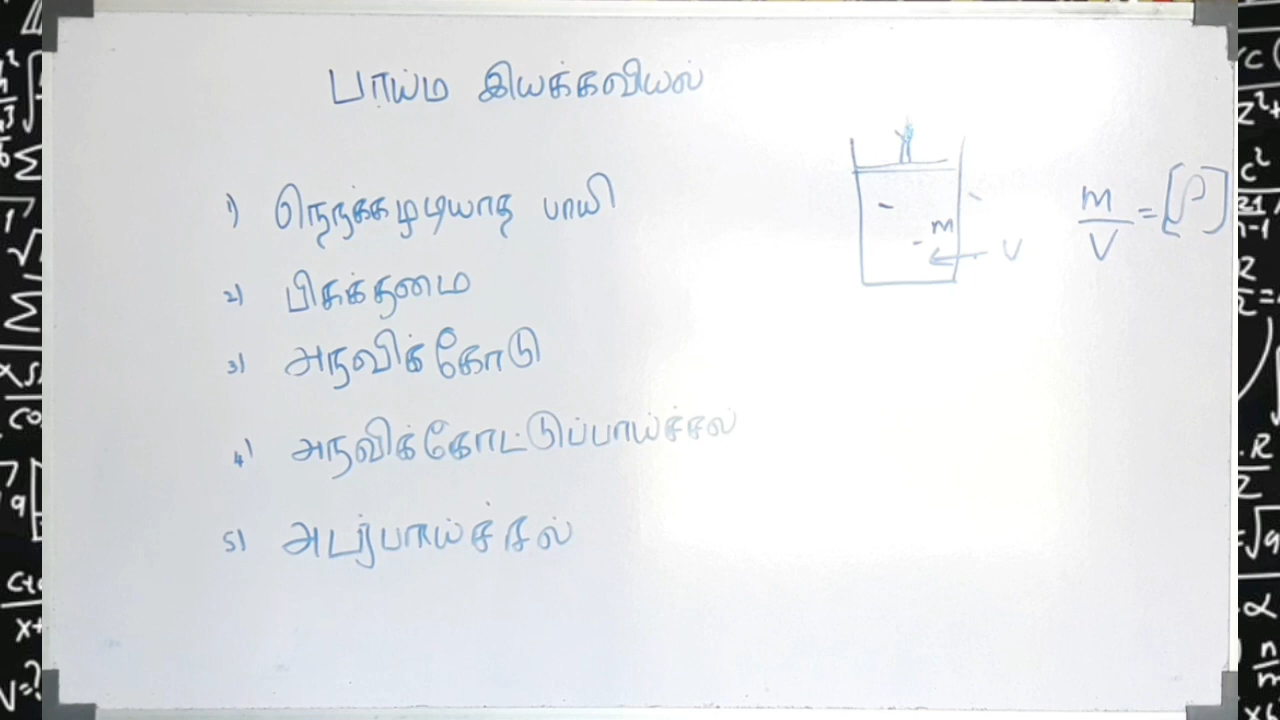 பாய்ம இயக்கவியல்
1) நெருக்கமுடியாத பாயி
2) பிசுக்குமை
3) அருவிக்கோடு
4) அருவிக்கோட்டுப்பாய்ச்சல்
5) அடர்பாய்ச்சல்
m
V
m/V = [ρ]